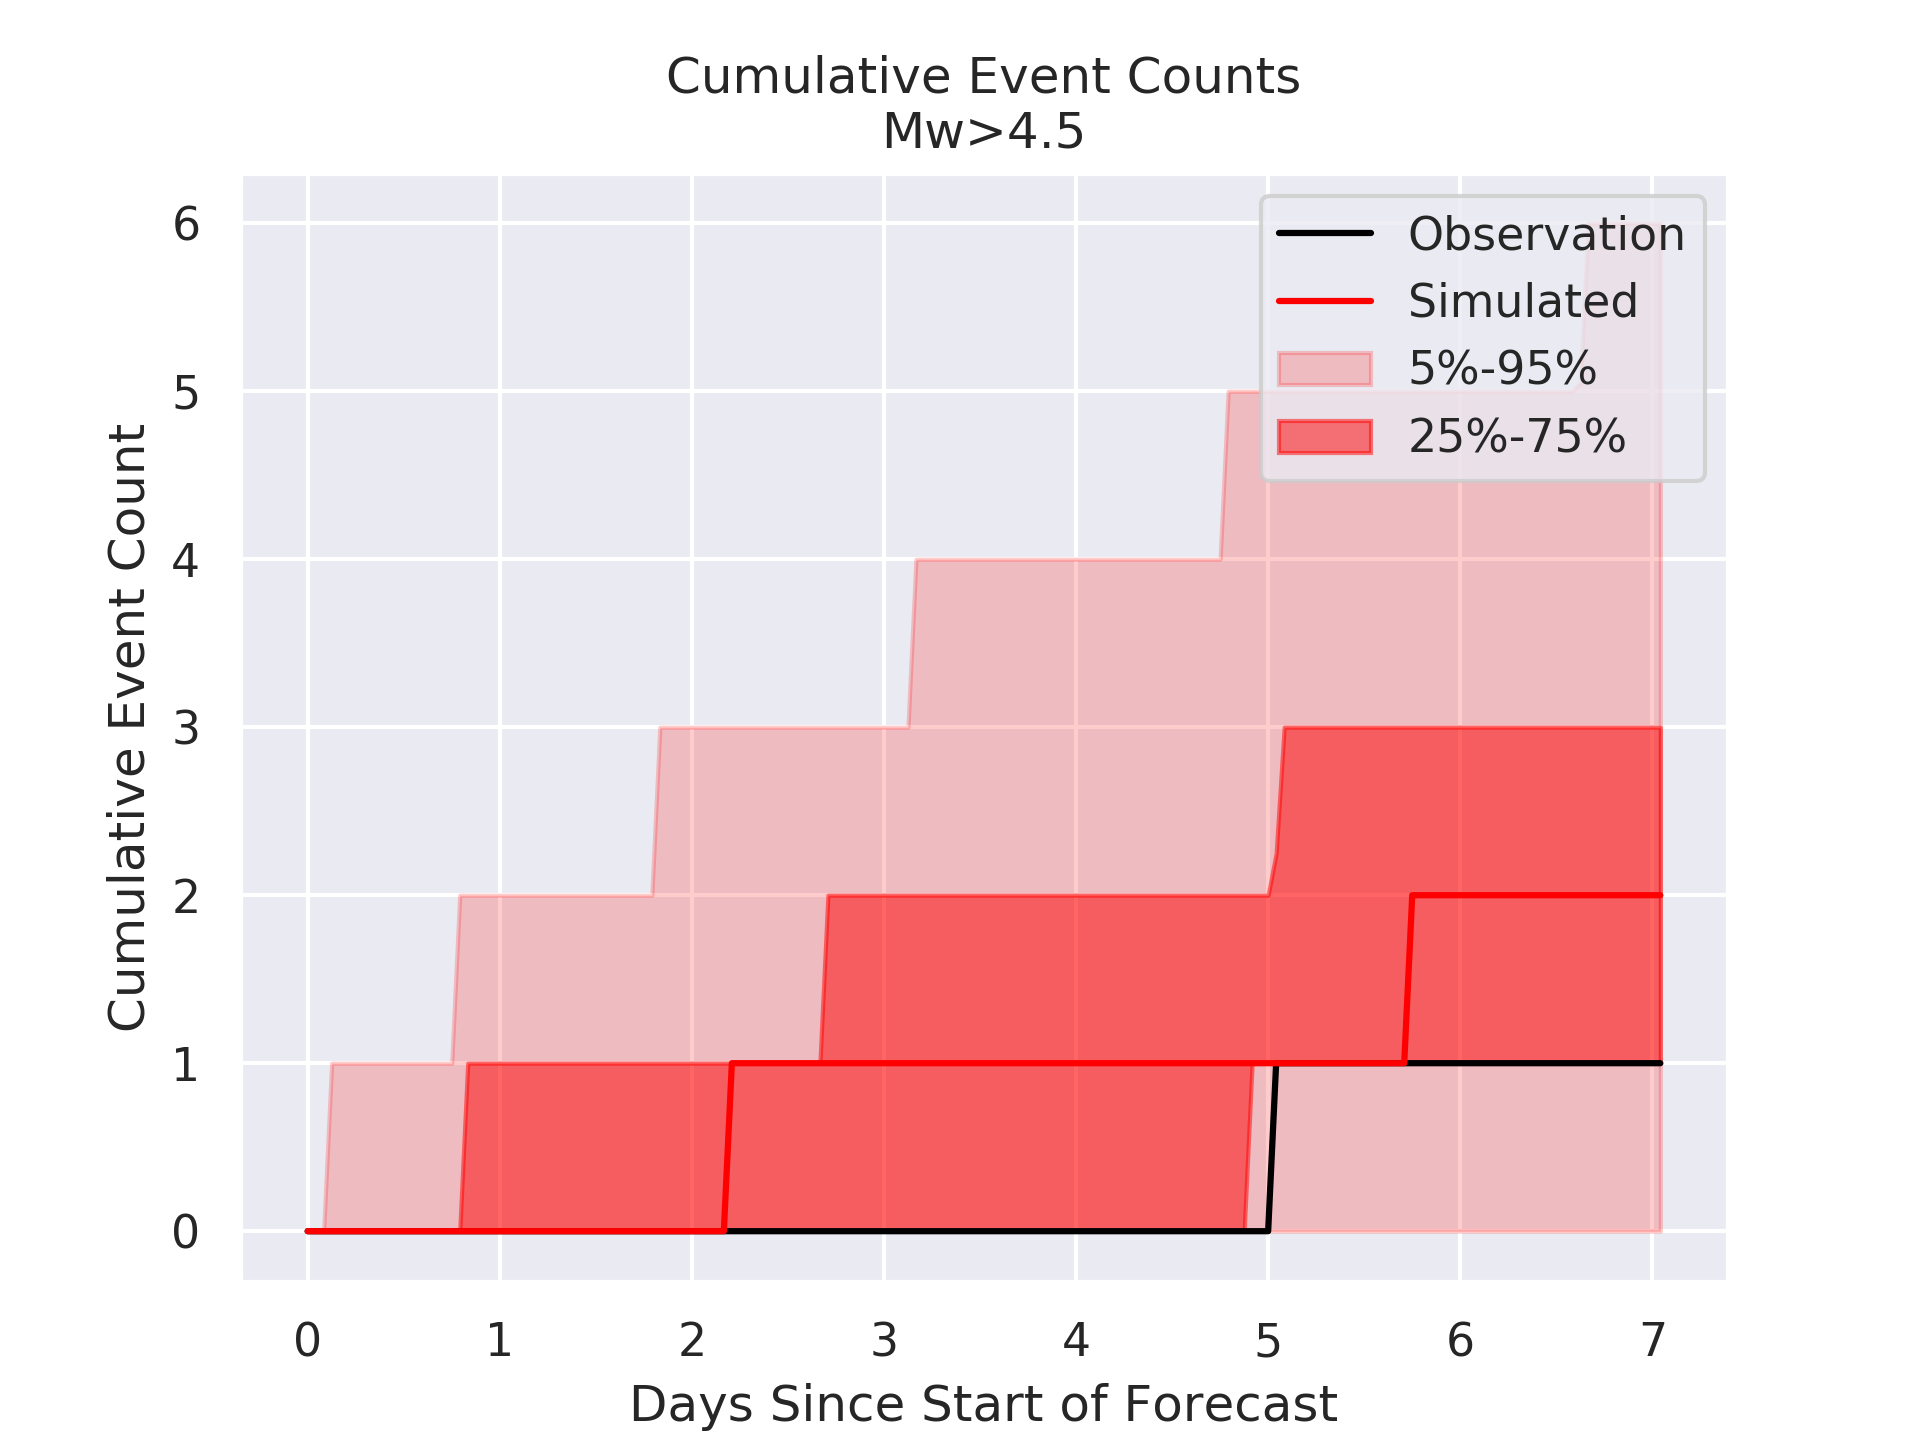 Cumulative Event Counts
Mw>4.5
Cumulative Event Count
6
5
4
3
2
1
0
Observation
Simulated
5%-95%
25%-75%
0 1 2 3 4 5 6 7
Days Since Start of Forecast